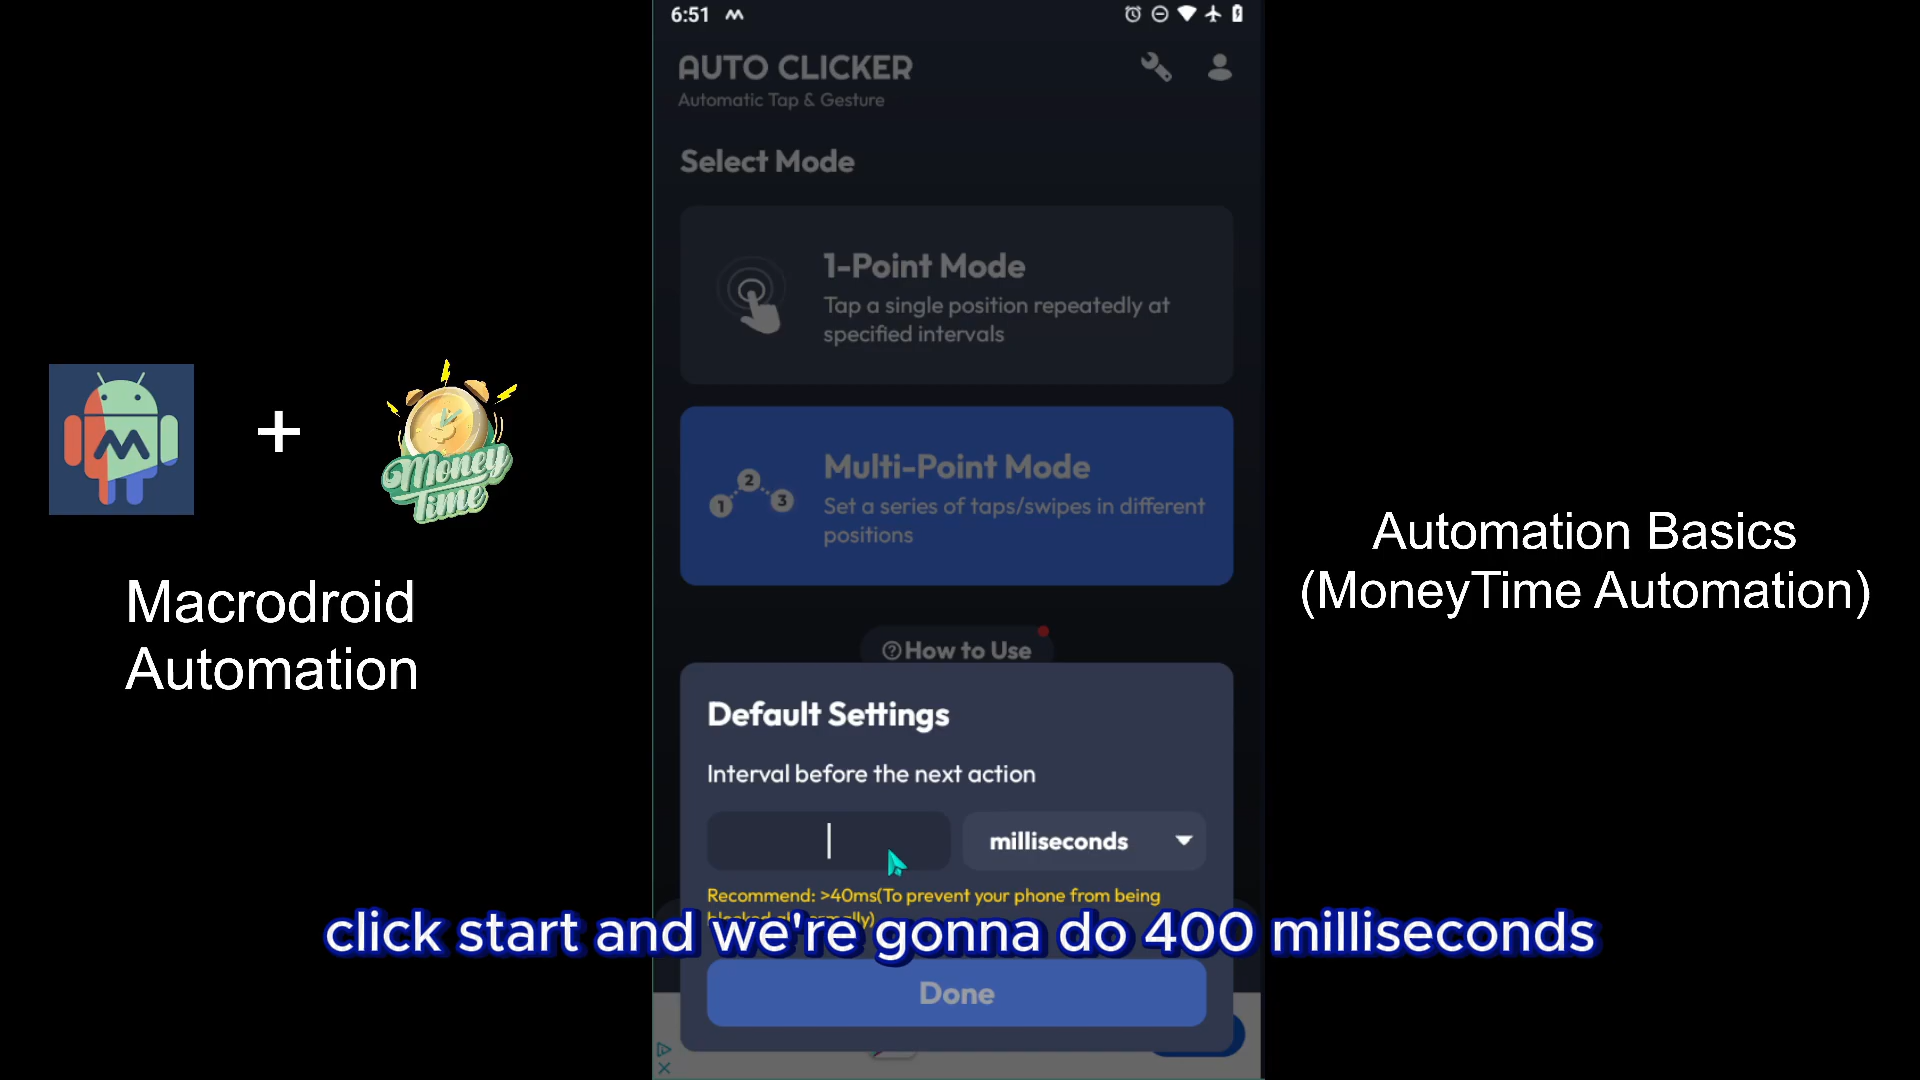 6:51
AUTO CLICKER
Automatic Tap & Gesture
Select Mode
1-Point Mode
Tap a single position repeatedly at
specified intervals
Multi-Point Mode
Set a series of taps/swipes in different
positions
1 2 3
?How to Use
Default Settings
Interval before the next action
milliseconds
Recommend: >40ms(To prevent your phone from being
click start and we're gonna do 400 milliseconds
Done
M
+
Money
Time
Macrodroid
Automation
Automation Basics
(MoneyTime Automation)